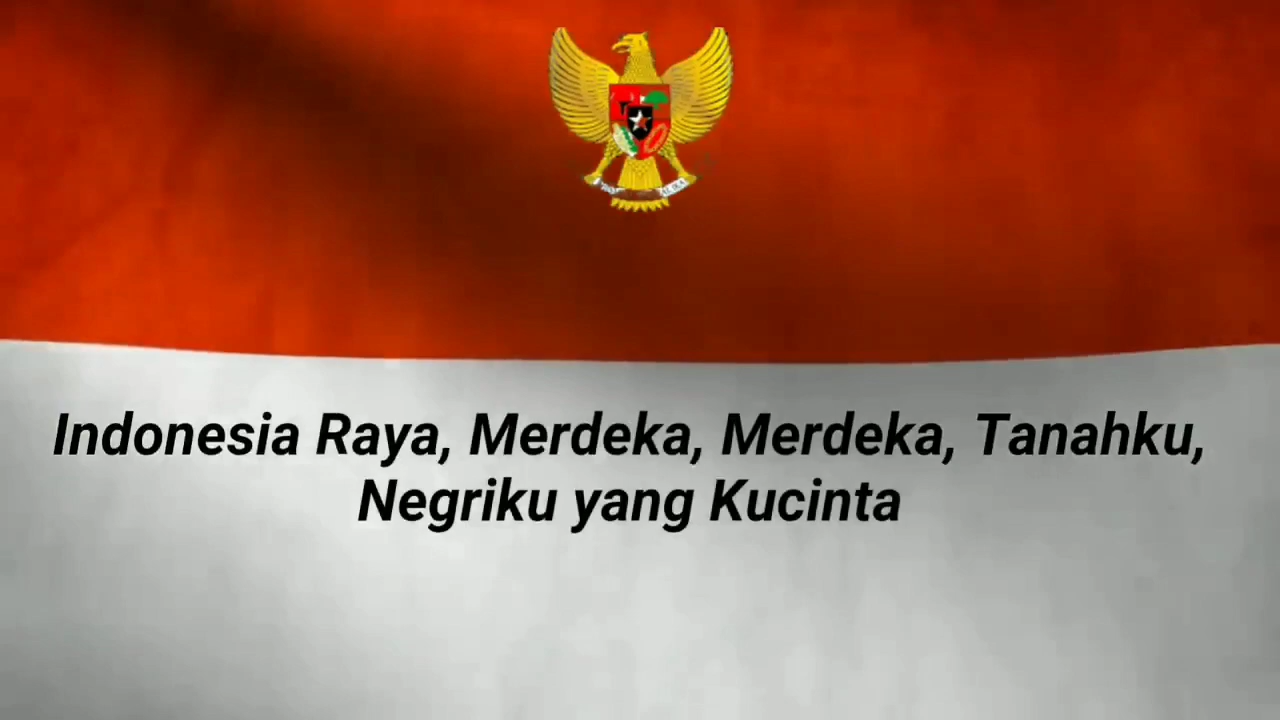 Indonesia Raya, Merdeka, Merdeka, Tanahku,
Negriku yang Kucinta